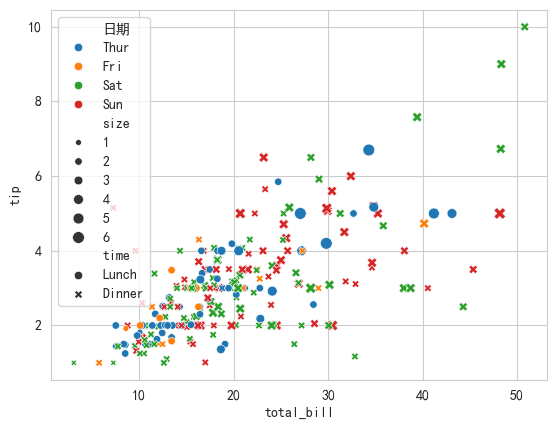 日期
Thur
Fri
Sat
Sun
size
1
2
3
4
5
6
time
Lunch
Dinner
tip
10
8
6
4
2
10
20
30
40
50
total_bill